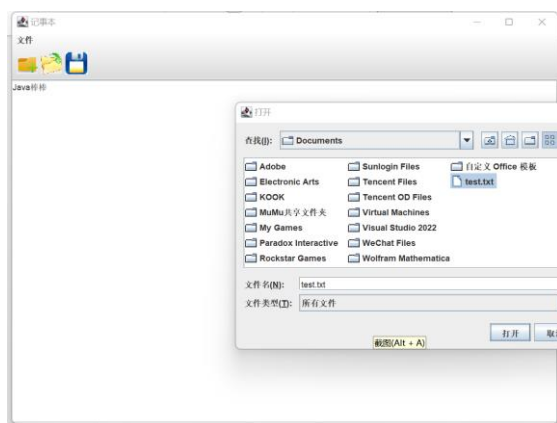 记事本
文件
Java棒棒
打开
查找(I): Documents
Adobe Sunlogin Files 自定义 Office 模板
Electronic Arts Tencent Files test.txt
KOOK Tencent OD Files
MuMu共享文件夹 Virtual Machines
My Games Visual Studio 2022
Paradox Interactive WeChat Files
Rockstar Games Wolfram Mathematica
文件名(N): test.txt
文件类型(T): 所有文件
打开 取
截图(Alt + A)